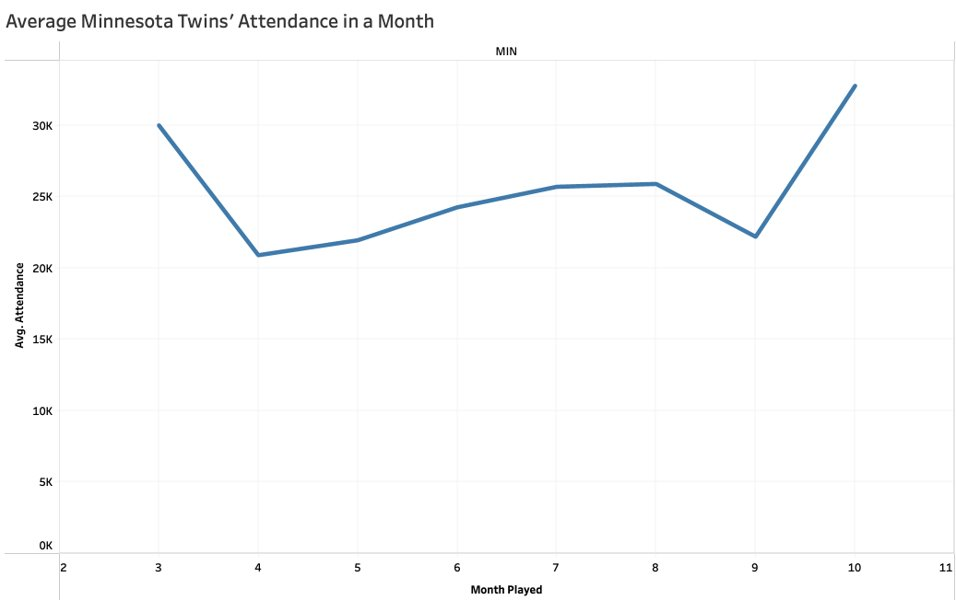 Average Minnesota Twins’ Attendance in a Month
MIN
Avg. Attendance
30K
25K
20K
15K
10K
5K
0K
2 3 4 5 6 7 8 9 10 11
Month Played